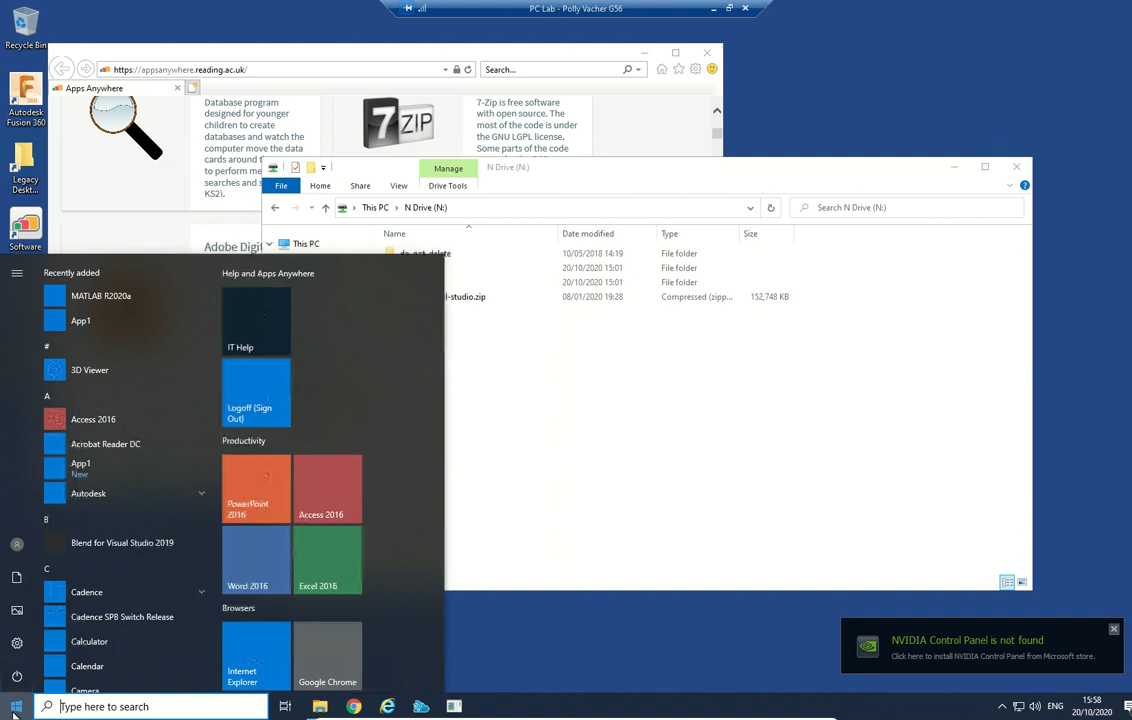 PC Lab - Polly Vacher G56
Recycle Bin
https://appsanywhere.reading.ac.uk/
Search...
Apps Anywhere
Autodesk
Fusion 360
Database program
designed for younger
children to create
databases and watch the
computer move the data
cards around
to perform
searches and
KS2).
7 ZIP
7-Zip is free software
with open source. The
most of the code is under
the GNU LGPL license.
Some parts of the code
Manage
N Drive (N:)
Legacy
Deskt...
File
Home
Share
View
Drive Tools
This PC
N Drive (N:)
Search N Drive (N:)
Software
Adobe
Name
Date modified
Type
Size
This PC
do_not_delete
10/05/2018 14:19
File folder
20/10/2020 15:01
File folder
20/10/2020 15:01
File folder
l-studio.zip
08/01/2020 19:28
Compressed (zipp...
152,748 KB
Recently added
MATLAB R2020a
App1
#
3D Viewer
A
Access 2016
Acrobat Reader DC
App1
New
Autodesk
B
Blend for Visual Studio 2019
C
Cadence
Cadence SPB Switch Release
Calculator
Calendar
Camera
Help and Apps Anywhere
IT Help
Logoff (Sign
Out)
Productivity
PowerPoint
2016
Access 2016
Word 2016
Excel 2016
Browsers
Internet
Explorer
Google Chrome
NVIDIA Control Panel is not found
Click here to install NVIDIA Control Panel from Microsoft store.
Type here to search
ENG
15:58
20/10/2020